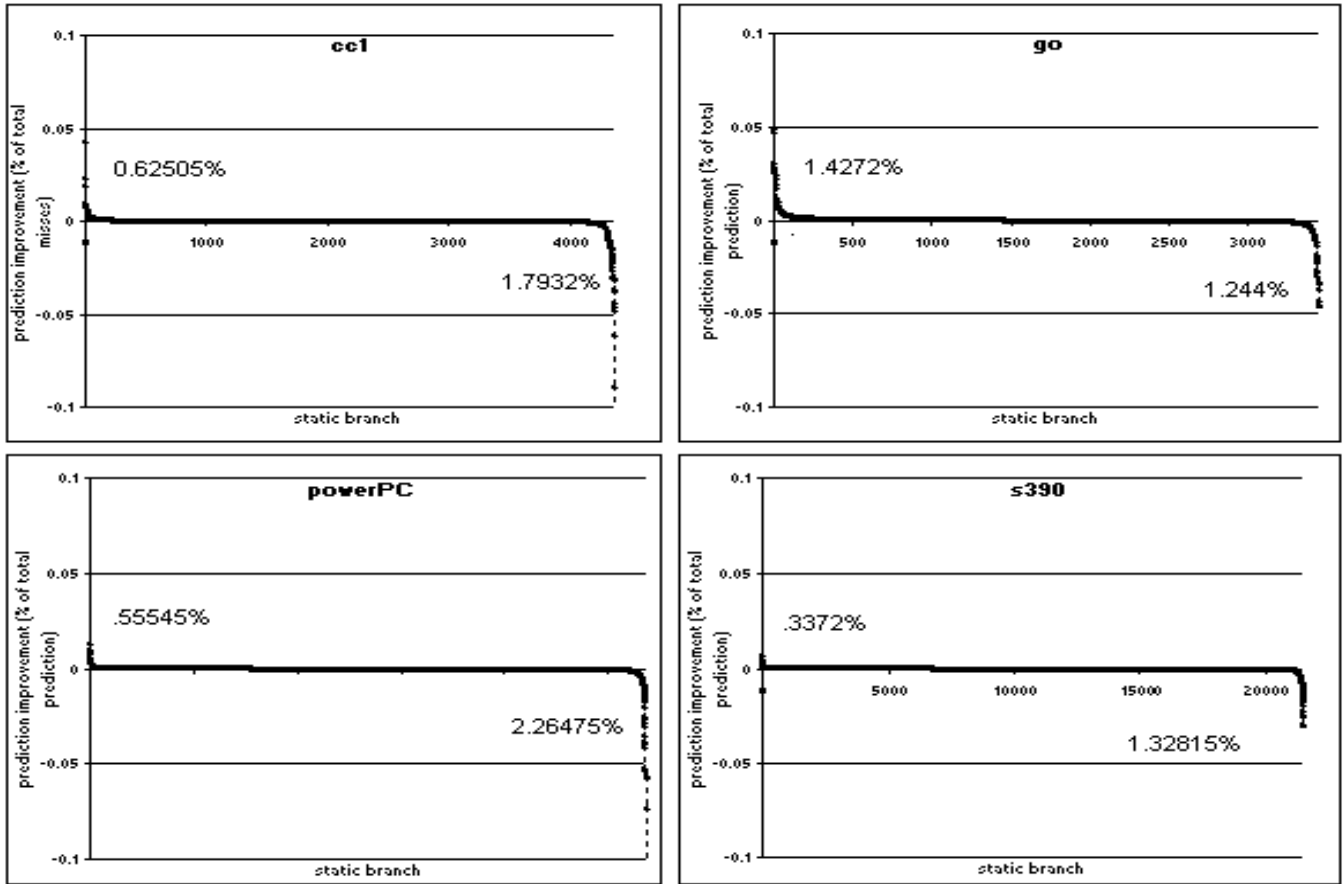 cc1
0.1
0.05
0
-0.05
-0.1
prediction improvement (% of total
misses)
0.62505%
1000
2000
3000
4000
1.7932%
static branch
go
0.1
0.05
0
-0.05
-0.1
prediction improvement (% of total
prediction)
1.4272%
500
1000
1500
2000
2500
3000
1.244%
static branch
powerPC
0.1
0.05
0
-0.05
-0.1
prediction improvement (% of total
prediction)
.55545%
2.26475%
static branch
s390
0.1
0.05
0
-0.05
-0.1
prediction improvement (% of total
prediction)
.3372%
5000
10000
15000
20000
1.32815%
static branch